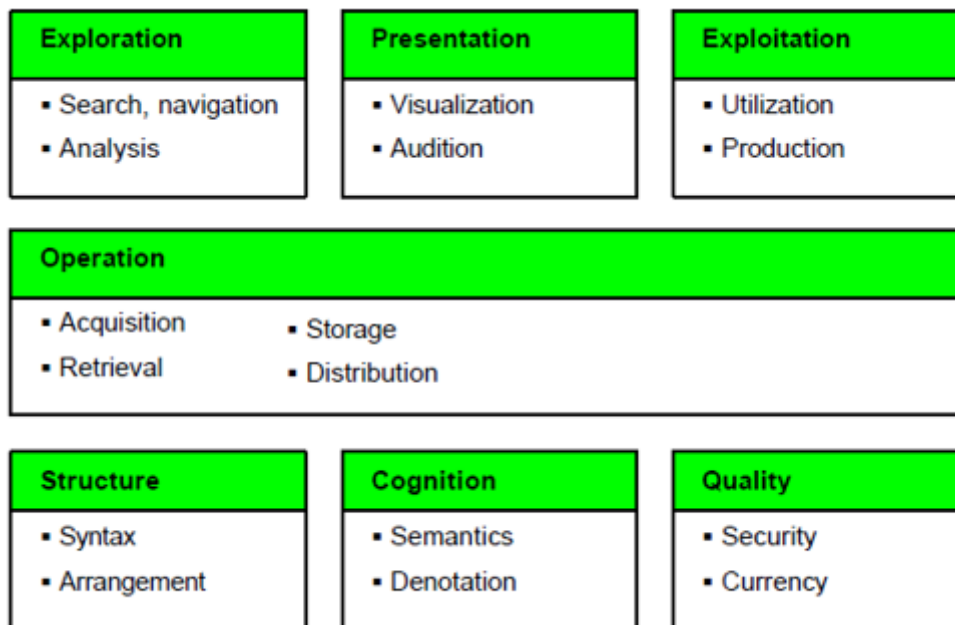 Exploration
▪ Search, navigation
▪ Analysis
Presentation
▪ Visualization
▪ Audition
Exploitation
▪ Utilization
▪ Production
Operation
▪ Acquisition
▪ Retrieval
▪ Storage
▪ Distribution
Structure
▪ Syntax
▪ Arrangement
Cognition
▪ Semantics
▪ Denotation
Quality
▪ Security
▪ Currency